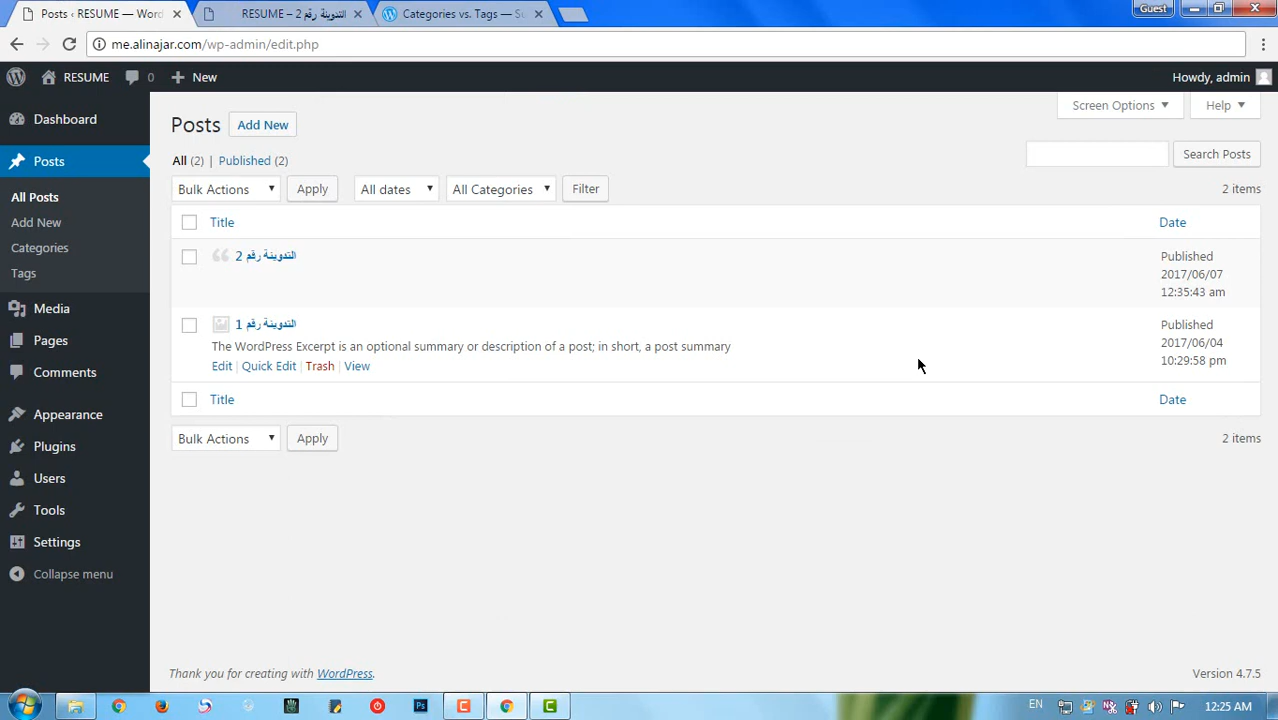 Posts ‹ RESUME — Word
RESUME – التدوينة رقم 2
Categories vs. Tags — Su
Guest
me.alinajar.com/wp-admin/edit.php
RESUME
0
New
Howdy, admin
Dashboard
Posts
All Posts
Add New
Categories
Tags
Media
Pages
Comments
Appearance
Plugins
Users
Tools
Settings
Collapse menu
Screen Options
Help
Posts
Add New
All (2) | Published (2)
Search Posts
Bulk Actions
Apply
All dates
All Categories
Filter
2 items
Title
Date
التدوينة رقم 2
Published
2017/06/07
12:35:43 am
التدوينة رقم 1
The WordPress Excerpt is an optional summary or description of a post; in short, a post summary
Edit | Quick Edit | Trash | View
Published
2017/06/04
10:29:58 pm
Title
Date
Bulk Actions
Apply
2 items
Thank you for creating with WordPress.
Version 4.7.5
Ps
EN
12:25 AM